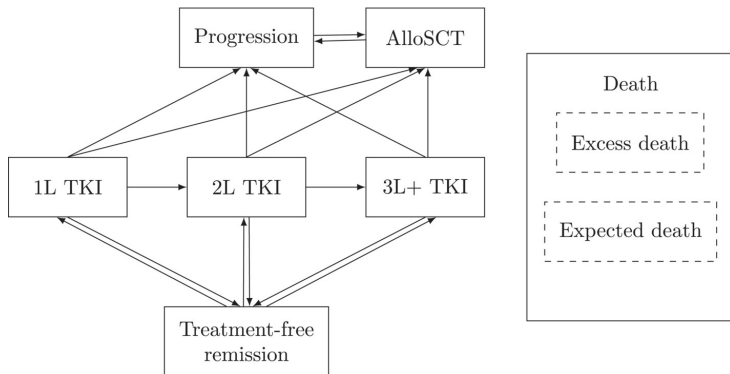 Progression
AlloSCT
Death
Excess death
1L TKI
2L TKI
3L+ TKI
Expected death
Treatment-free
remission